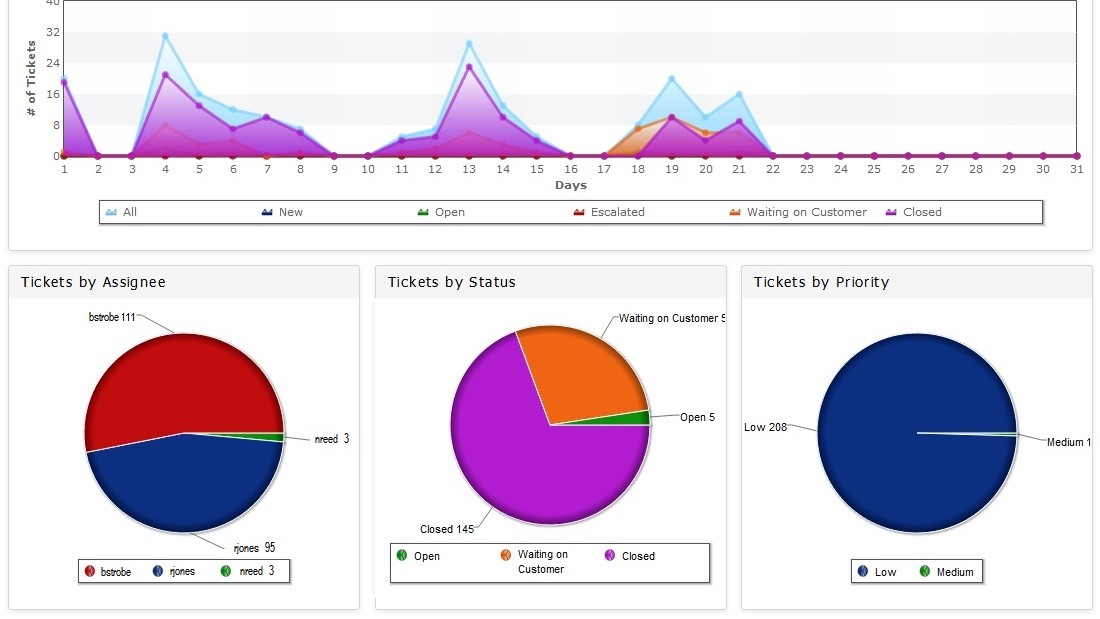 40
32
24
16
8
0
# of Tickets
1 2 3 4 5 6 7 8 9 10 11 12 13 14 15 16 17 18 19 20 21 22 23 24 25 26 27 28 29 30 31
Days
All New Open Escalated Waiting on Customer Closed
Tickets by Assignee
bstrobe 111
nreed 3
rjones 95
bstrobe rjones nreed 3
Tickets by Status
Waiting on Customer 5
Open 5
Closed 145
Open Waiting on Closed
Customer
Tickets by Priority
Low 208
Medium 1
Low Medium